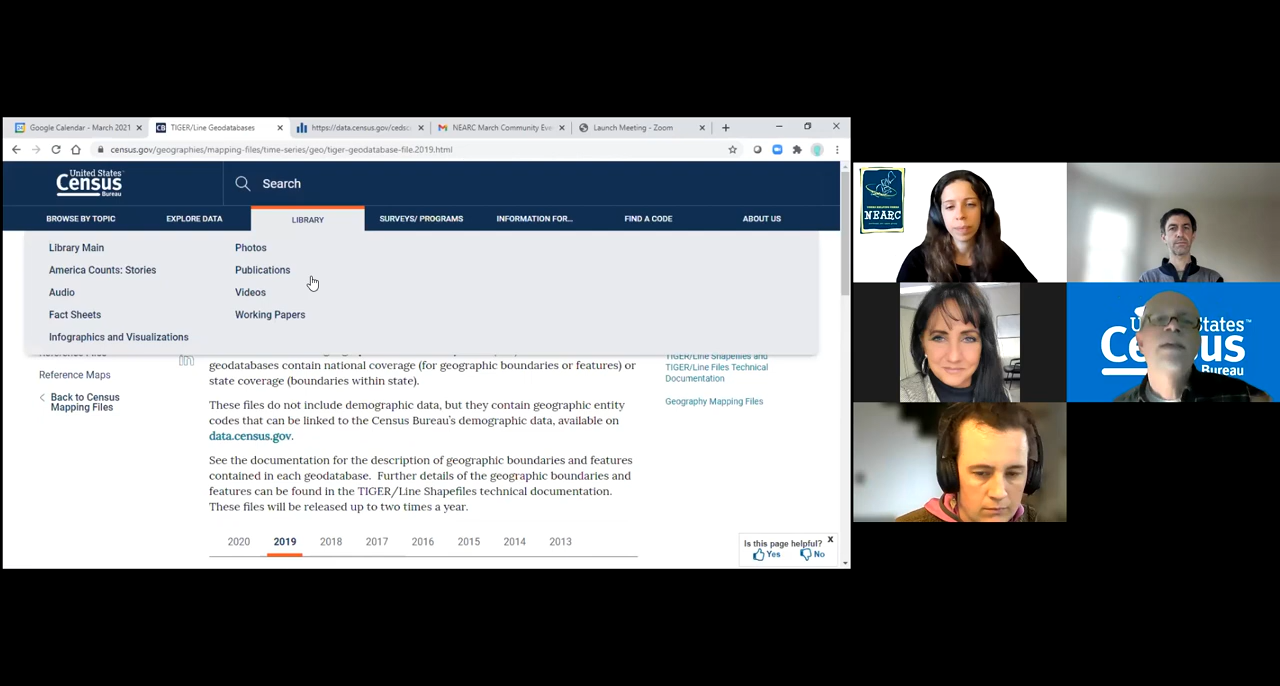 Google Calendar - March 2021
TIGER/Line Geodatabases
https://data.census.gov/cedsc
NEARC March Community Eve
Launch Meeting - Zoom
census.gov/geographies/mapping-files/time-series/geo/tiger-geodatabase-file.2019.html
United States™
Census
Bureau
Search
BROWSE BY TOPIC
EXPLORE DATA
LIBRARY
SURVEYS/ PROGRAMS
INFORMATION FOR...
FIND A CODE
ABOUT US
Library Main
Photos
America Counts: Stories
Publications
Audio
Videos
Fact Sheets
Working Papers
Infographics and Visualizations
Reference Maps
Back to Census
Mapping Files
geodatabases contain national coverage (for geographic boundaries or features) or
state coverage (boundaries within state).
These files do not include demographic data, but they contain geographic entity
codes that can be linked to the Census Bureau's demographic data, available on
data.census.gov.
See the documentation for the description of geographic boundaries and features
contained in each geodatabase. Further details of the geographic boundaries and
features can be found in the TIGER/Line Shapefiles technical documentation.
These files will be released up to two times a year.
2020 2019 2018 2017 2016 2015 2014 2013
TIGER/Line Shapefiles and
TIGER/Line Files Technical
Documentation
Geography Mapping Files
Is this page helpful? X
Yes No
NEARC
States™
Bureau